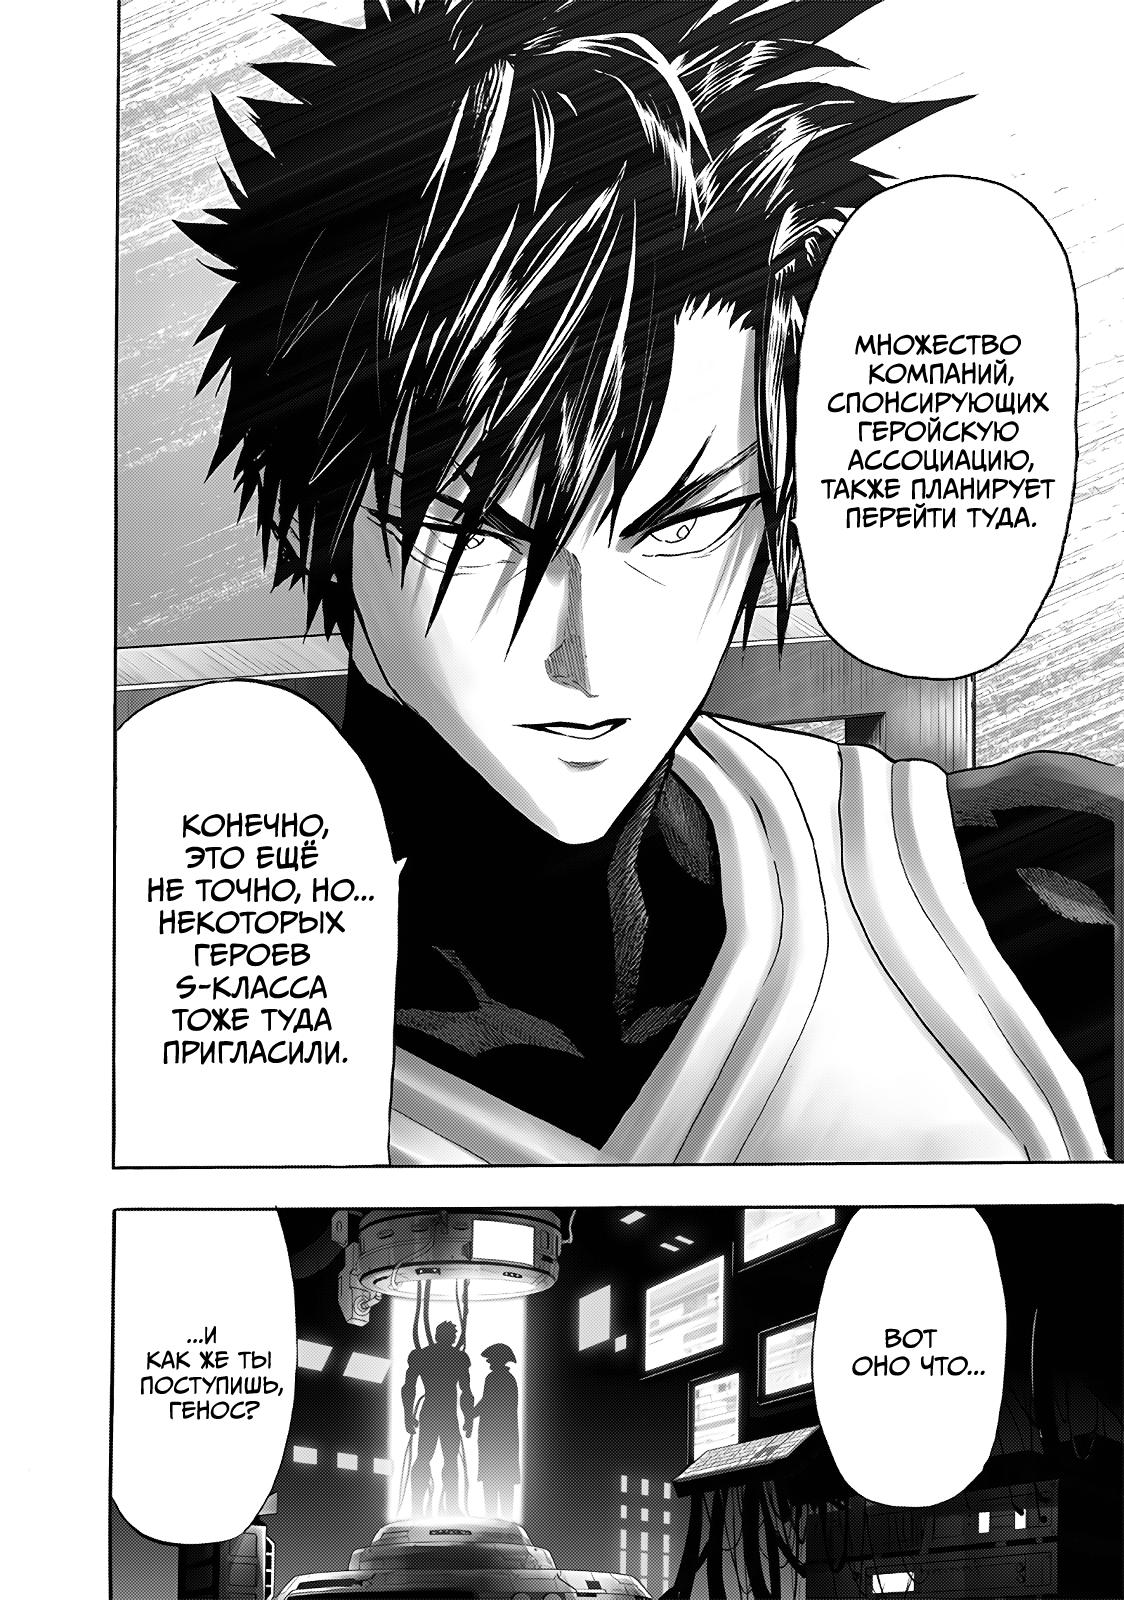 МНОЖЕСТВО
КОМПАНИЙ,
СПОНСИРУЮЩИХ
ГЕРОЙСКУЮ
АССОЦИАЦИЮ,
ТАКЖЕ ПЛАНИРУЕТ
ПЕРЕЙТИ ТУДА.
КОНЕЧНО,
ЭТО ЕЩЁ
НЕ ТОЧНО, НО...
НЕКОТОРЫХ
ГЕРОЕВ
S-КЛАССА
ТОЖЕ ТУДА
ПРИГЛАСИЛИ.
ВОТ
ОНО ЧТО...
...И
КАК ЖЕ ТЫ
ПОСТУПИШЬ,
ГЕНОС?